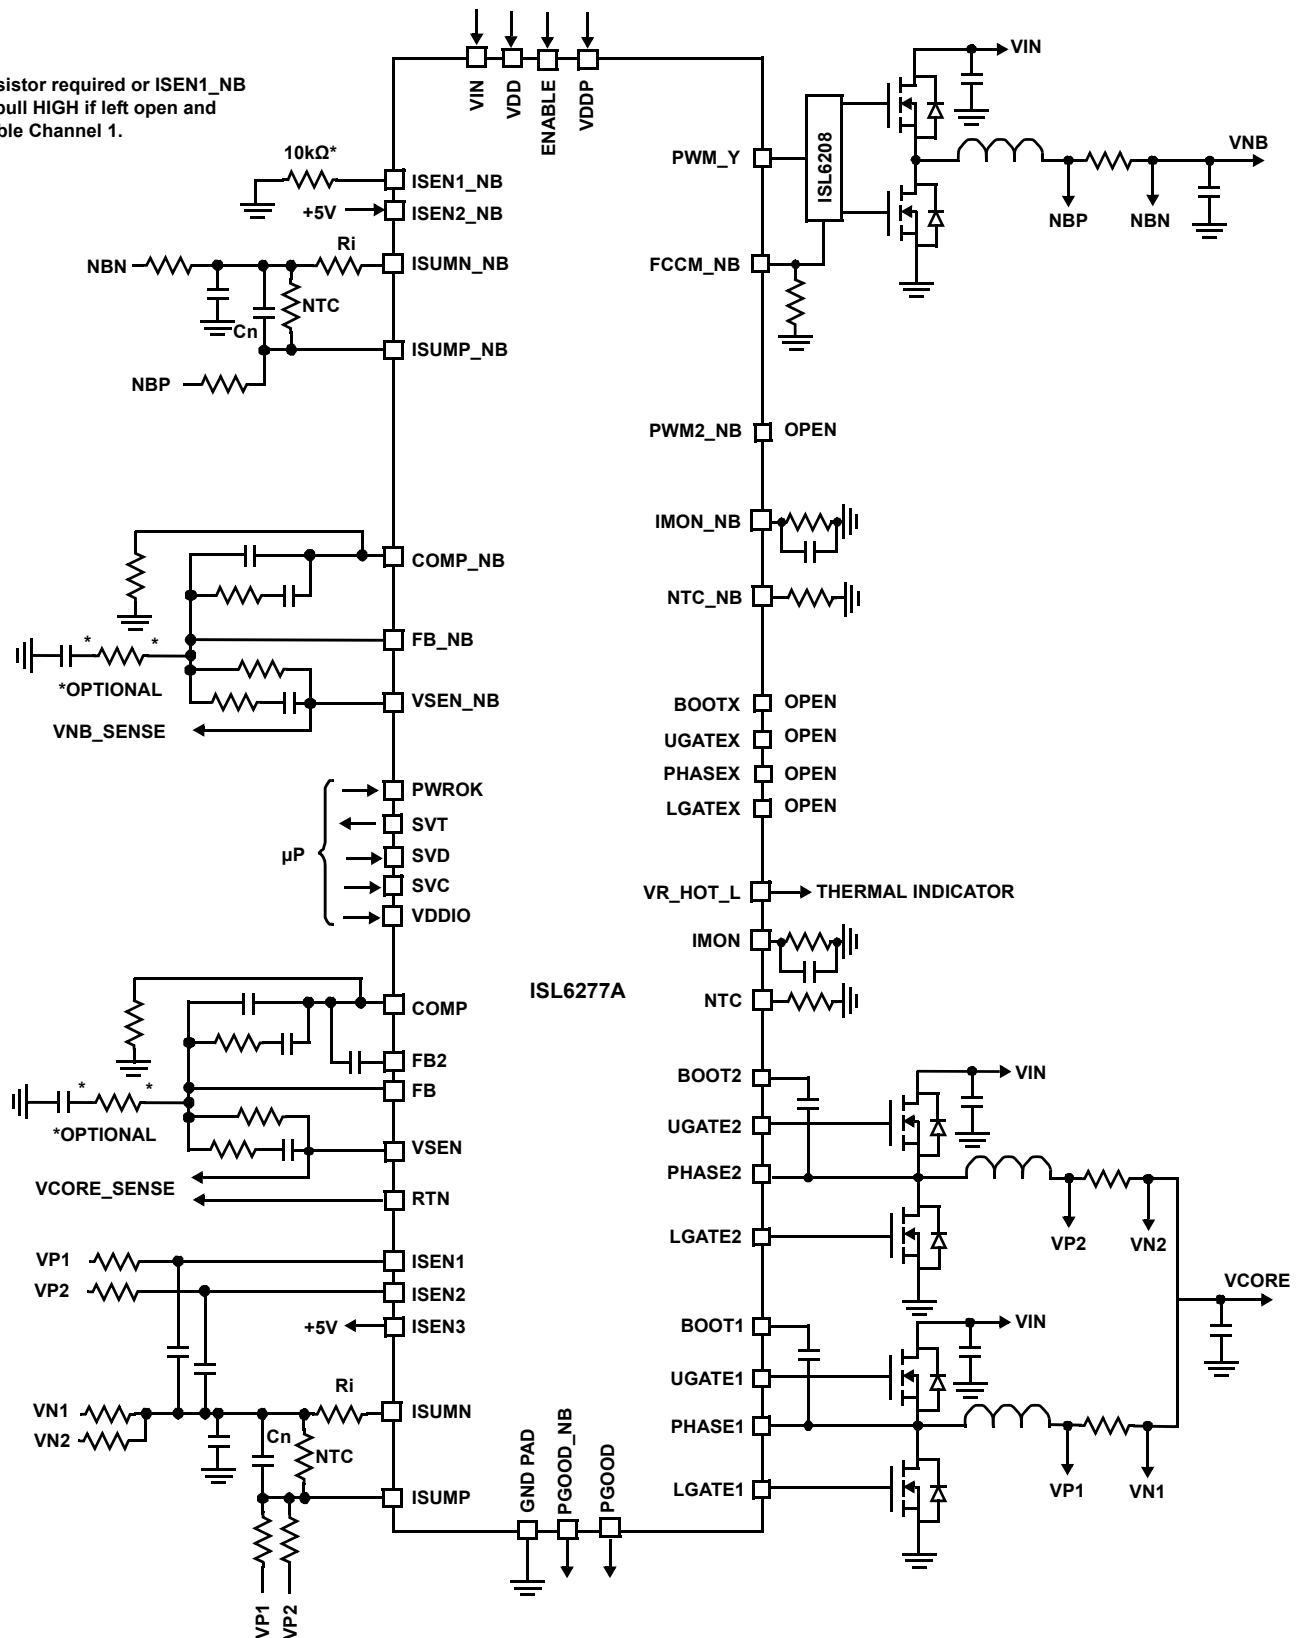 sistor required or ISEN1_NB
pull HIGH if left open and
ble Channel 1.
VIN
VDD
ENABLE
VDDP
10kΩ*
ISEN1_NB
+5V
ISEN2_NB
NBN
Ri
ISUMN_NB
NTC
Cn
ISUMP_NB
NBP
COMP_NB
FB_NB
* *
*OPTIONAL
VSEN_NB
VNB_SENSE
PWROK
SVT
µP
SVD
SVC
VDDIO
COMP
FB2
FB
* *
*OPTIONAL
VSEN
VCORE_SENSE
RTN
VP1
ISEN1
VP2
ISEN2
+5V
ISEN3
Ri
VN1
ISUMN
VN2
Cn
NTC
ISUMP
VP1
VP2
GND PAD
PGOOD_NB
PGOOD
ISL6277A
PWM_Y
ISL6208
VIN
VNB
NBP
NBN
FCCM_NB
PWM2_NB
OPEN
IMON_NB
NTC_NB
BOOTX
OPEN
UGATEX
OPEN
PHASEX
OPEN
LGATEX
OPEN
VR_HOT_L
THERMAL INDICATOR
IMON
NTC
BOOT2
VIN
UGATE2
PHASE2
LGATE2
VP2
VN2
VCORE
BOOT1
VIN
UGATE1
PHASE1
LGATE1
VP1
VN1